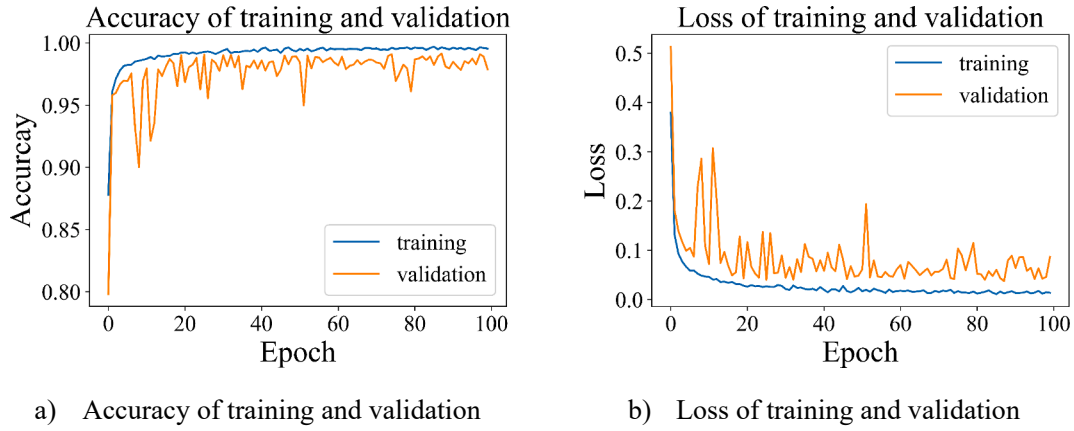 Accuracy of training and validation
1.00
0.95
0.90
0.85
0.80
Accurcay
training
validation
0 20 40 60 80 100
Epoch
a) Accuracy of training and validation
Loss of training and validation
0.5
0.4
0.3
0.2
0.1
0.0
Loss
training
validation
0 20 40 60 80 100
Epoch
b) Loss of training and validation